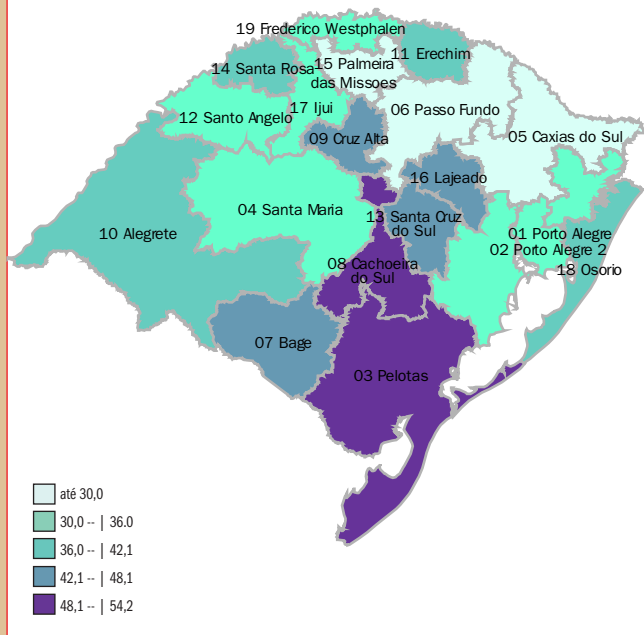 19 Frederico Westphalen
11 Erechim
15 Palmeira
das Missoes
14 Santa Rosa
06 Passo Fundo
17 Ijui
12 Santo Angelo
05 Caxias do Sul
09 Cruz Alta
16 Lajeado
04 Santa Maria
13 Santa Cruz
do Sul
10 Alegrete
01 Porto Alegre
02 Porto Alegre 2
08 Cachoeira
do Sul
18 Osorio
07 Bage
03 Pelotas
até 30,0
30,0 -- | 36.0
36,0 -- | 42,1
42,1 -- | 48,1
48,1 -- | 54,2